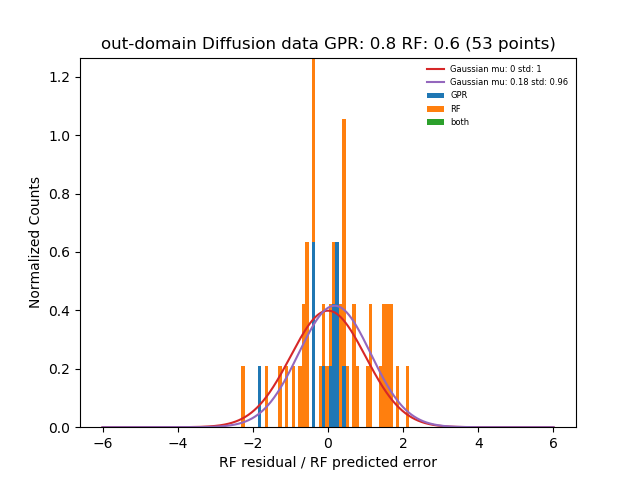 out-domain Diffusion data GPR: 0.8 RF: 0.6 (53 points)
Gaussian mu: 0 std: 1
Gaussian mu: 0.18 std: 0.96
GPR
RF
both
Normalized Counts
1.2
1.0
0.8
0.6
0.4
0.2
0.0
−6 −4 −2 0 2 4 6
RF residual / RF predicted error